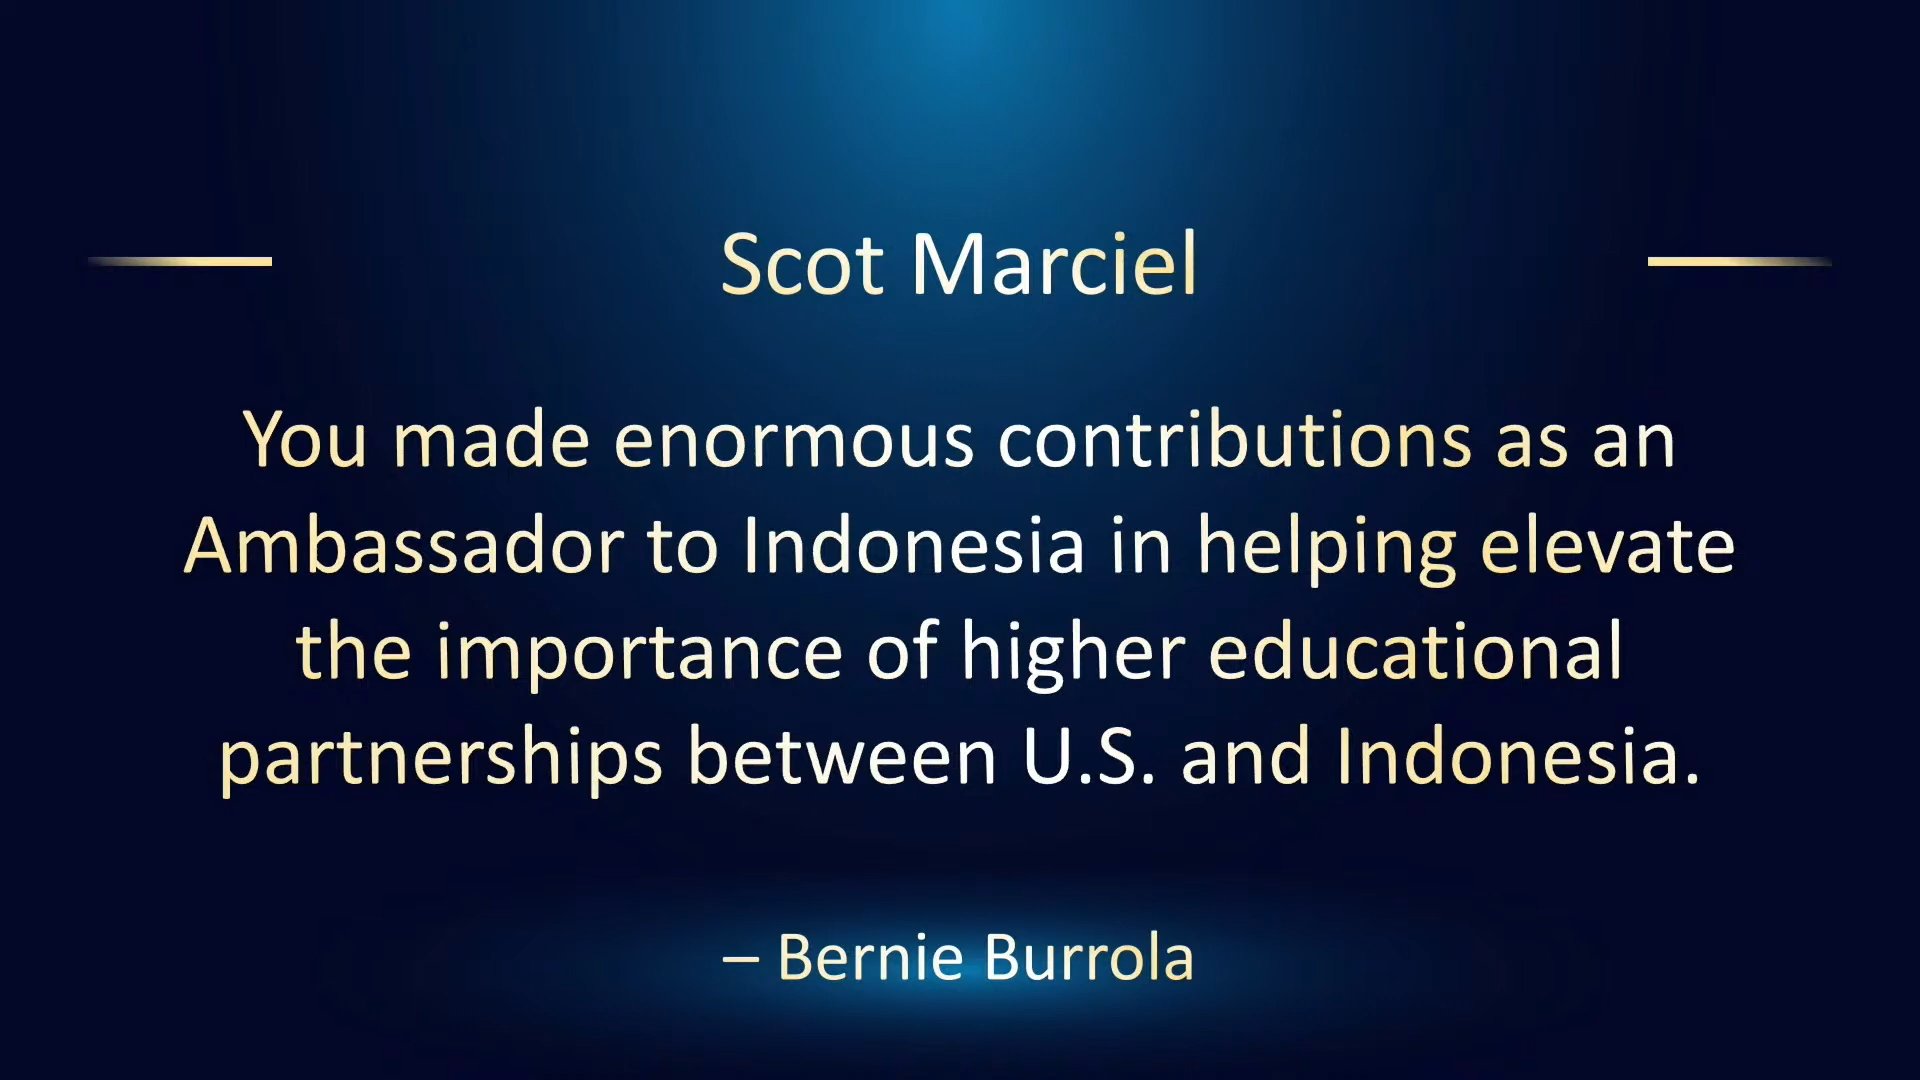 Scot Marciel
You made enormous contributions as an
Ambassador to Indonesia in helping elevate
the importance of higher educational
partnerships between U.S. and Indonesia.
– Bernie Burrola